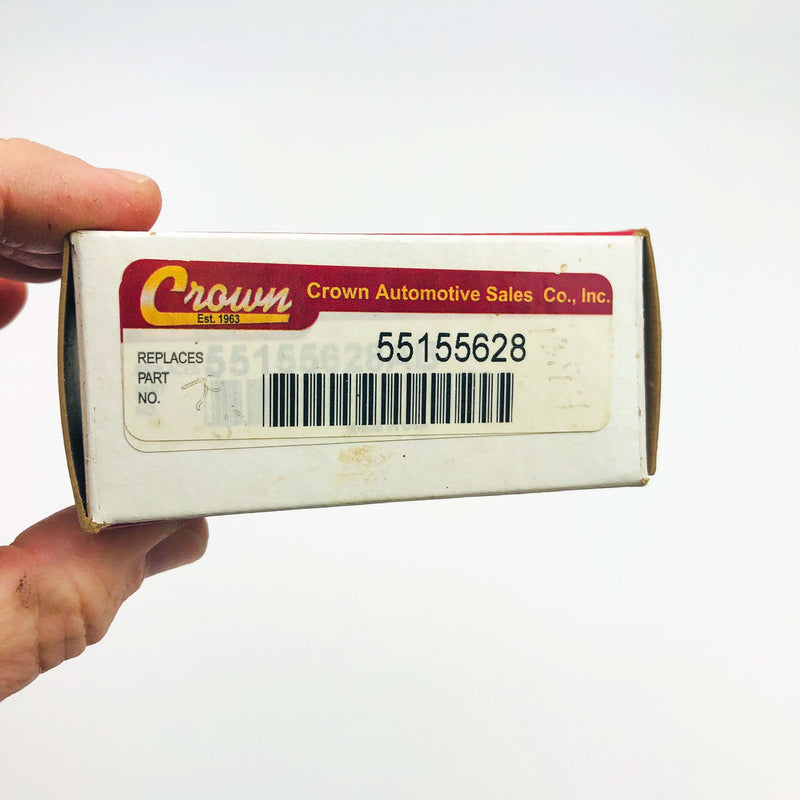 Crown
Est. 1963
Crown Automotive Sales Co., Inc.
REPLACES
PART
NO.
55155628